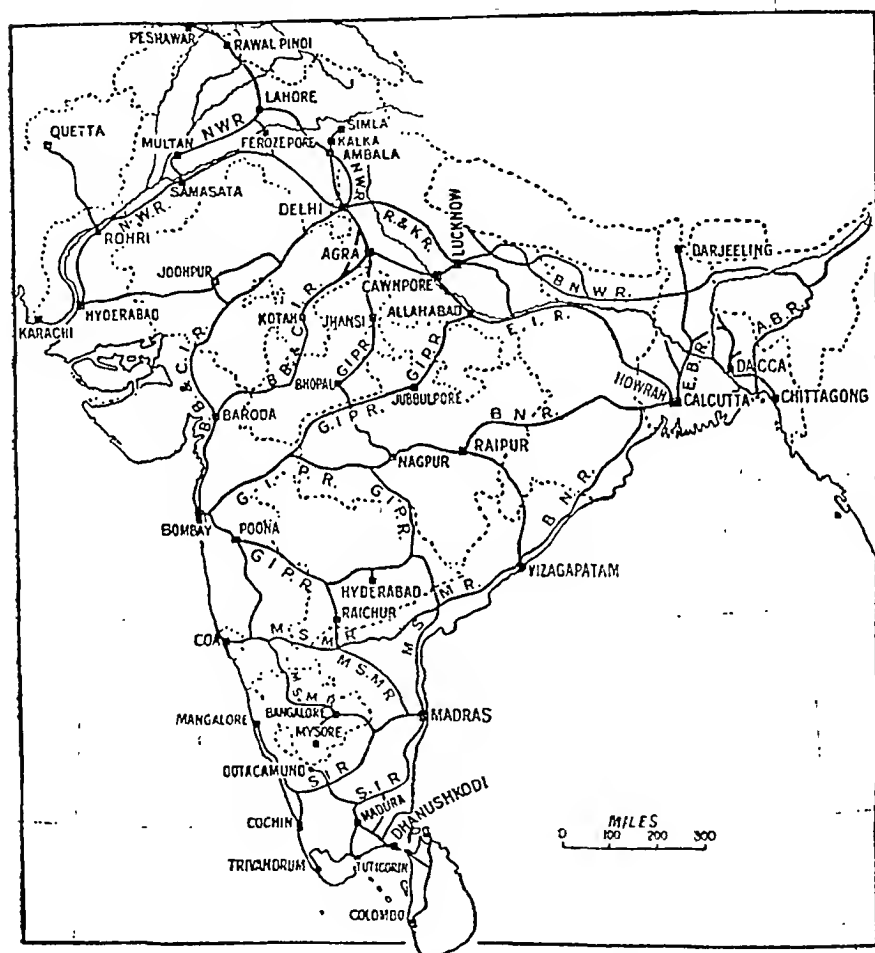 PESHAWAR
RAWAL PINDI
LAHORE
QUETTA
MULTAN
N.W.R.
FEROZEPORE
SIMLA
KALKA
AMBALA
N.W.R.
SAMASATA
N.W.R.
ROHRI
DELHI
R.&K.R.
LUCKNOW
DARJEELING
AGRA
JODHPUR
CAWNPORE
B.N.W.R.
KARACHI
HYDERABAD
KOTAH
JHANSI
ALLAHABAD
E.I.R.
A.B.R.
B.B.&C.I.R.
B.B.&C.I.R.
G.I.P.R.
G.I.P.R.
E.B.R.
DACCA
BHOPAL
JUBBULPORE
HOWRAH
CALCUTTA
CHITTAGONG
BARODA
G.I.P.R.
B.N.R.
NAGPUR
RAIPUR
G.I.P.R.
G.I.P.R.
B.N.R.
BOMBAY
POONA
G.I.P.R.
HYDERABAD
VIZAGAPATAM
RAICHUR
M.S.M.R.
GOA
M.S.M.R.
M.S.M.R.
M.S.M.R.
MANGALORE
BANGALORE
MADRAS
MYSORE
OOTACAMUND
S.I.R.
S.I.R.
COCHIN
MADURA
DHANUSHKODI
TRIVANDRUM
TUTICORIN
COLOMBO
MILES
0 100 200 300